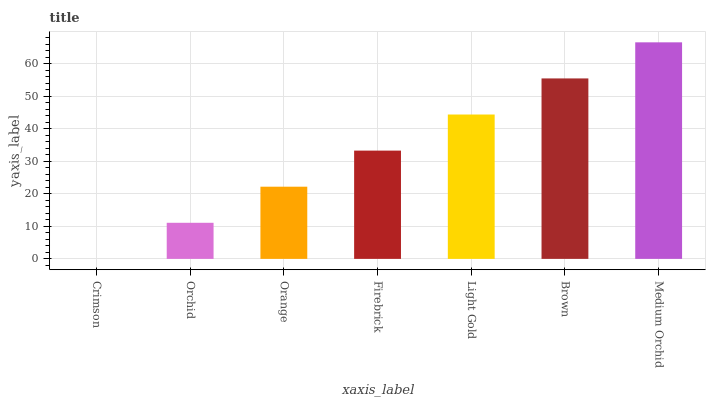 title
yaxis_label
60
50
40
30
20
10
0
Crimson
Orchid
Orange
Firebrick
Light Gold
Brown
Medium Orchid
xaxis_label